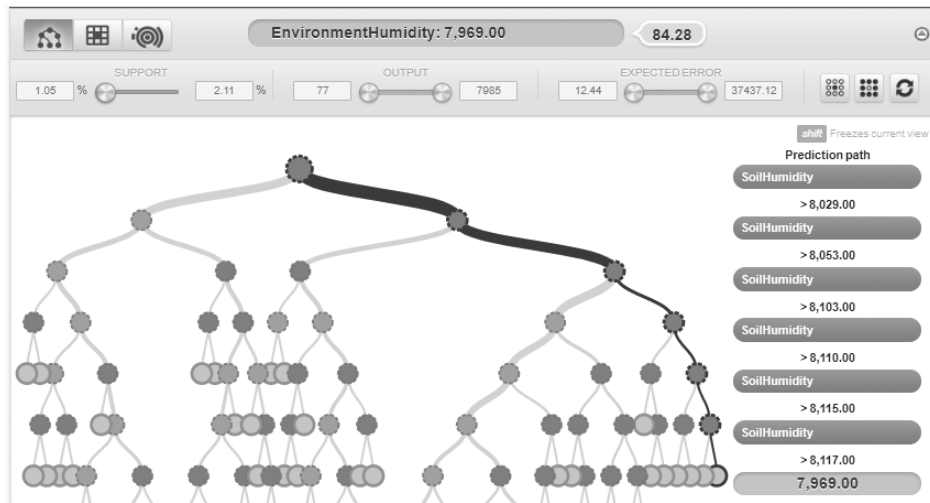 EnvironmentHumidity: 7,969.00
84.28
SUPPORT
OUTPUT
EXPECTED ERROR
1.05 % 2.11 % 77 7985 12.44 37437.12
shift Freezes current view
Prediction path
SoilHumidity
> 8,029.00
SoilHumidity
> 8,053.00
SoilHumidity
> 8,103.00
SoilHumidity
> 8,110.00
SoilHumidity
> 8,115.00
SoilHumidity
> 8,117.00
7,969.00